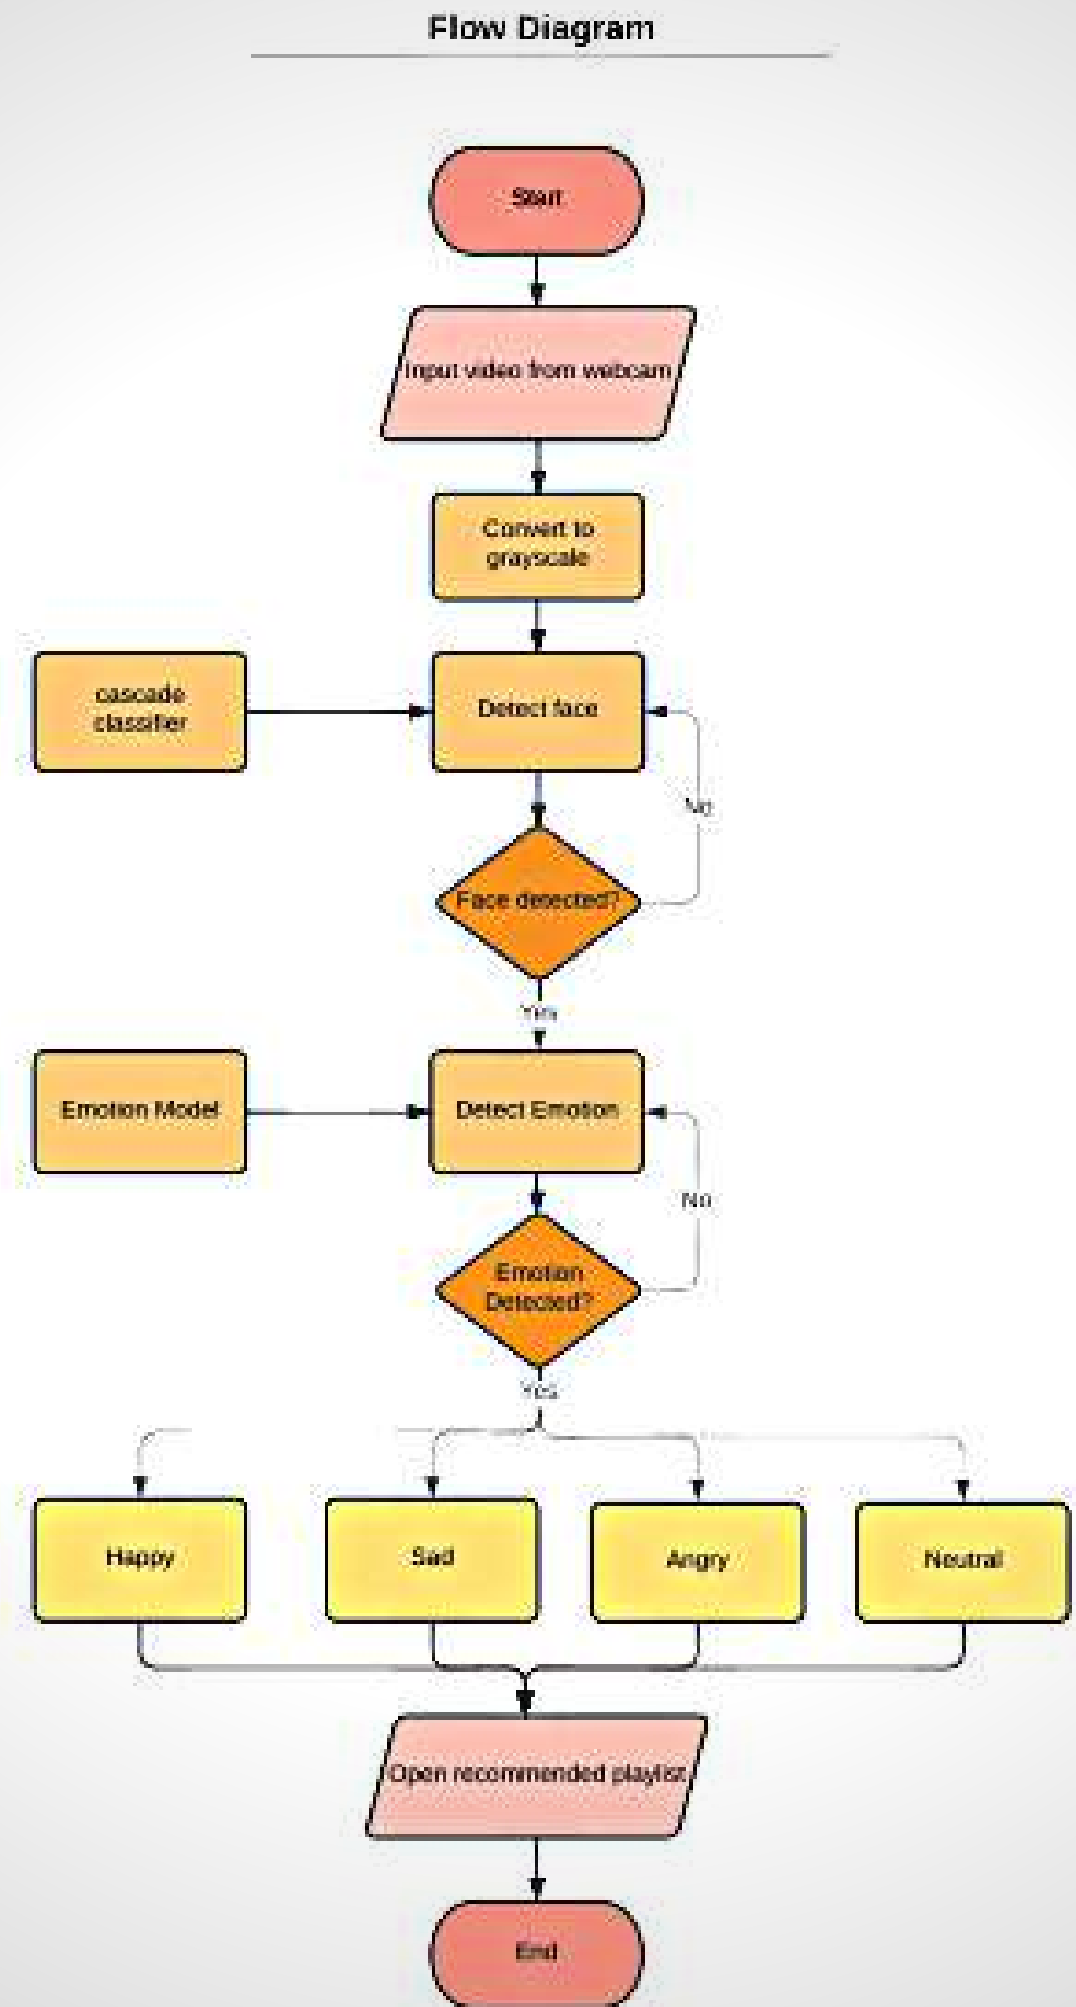 Flow Diagram
Start
Input video from webcam
Convert to
grayscale
cascade
classifier
Detect face
No
Face detected?
Yes
Emotion Model
Detect Emotion
No
Emotion
Detected?
Yes
Happy
Sad
Angry
Neutral
Open recommended playlist
End